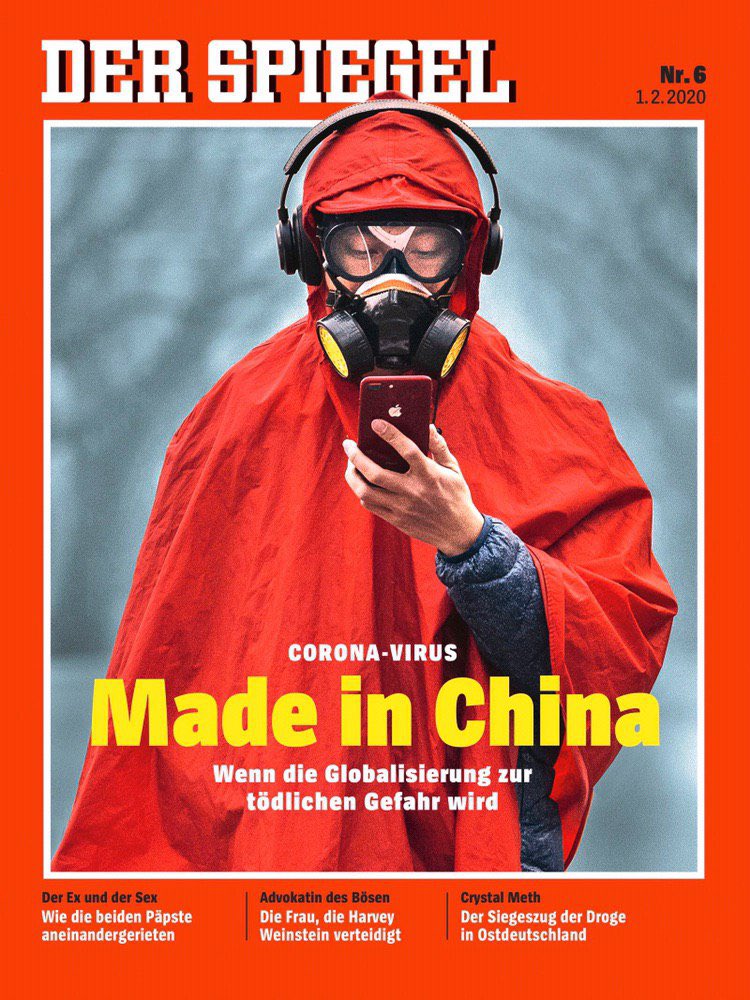 DER SPIEGEL
Nr. 6
1.2.2020
CORONA-VIRUS
Made in China
Wenn die Globalisierung zur
tödlichen Gefahr wird
Der Ex und der Sex
Wie die beiden Päpste
aneinandergerieten
Advokatin des Bösen
Die Frau, die Harvey
Weinstein verteidigt
Crystal Meth
Der Siegeszug der Droge
in Ostdeutschland